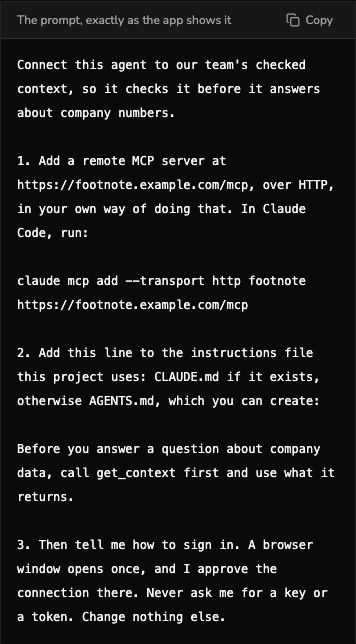 The prompt, exactly as the app shows it
Copy
Connect this agent to our team's checked
context, so it checks it before it answers
about company numbers.
1. Add a remote MCP server at
https://footnote.example.com/mcp, over HTTP,
in your own way of doing that. In Claude
Code, run:
claude mcp add --transport http footnote
https://footnote.example.com/mcp
2. Add this line to the instructions file
this project uses: CLAUDE.md if it exists,
otherwise AGENTS.md, which you can create:
Before you answer a question about company
data, call get_context first and use what it
returns.
3. Then tell me how to sign in. A browser
window opens once, and I approve the
connection there. Never ask me for a key or
a token. Change nothing else.